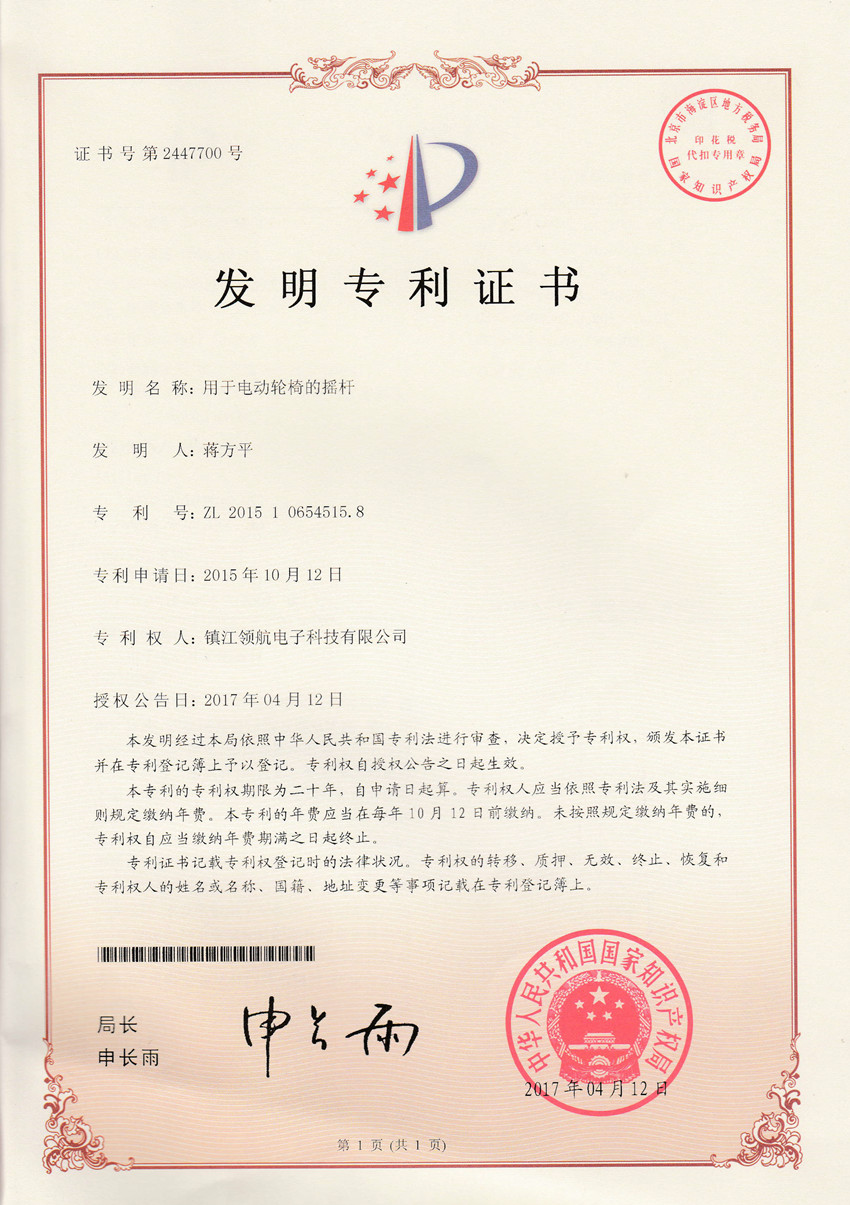 证书号第2447700号
北京市海淀区地方税务局
印花税
代扣专用章
国家知识产权局
发明专利证书
发明名称：用于电动轮椅的摇杆
发明人：蒋方平
专利号：ZL 2015 1 0654515.8
专利申请日：2015年10月12日
专利权人：镇江领航电子科技有限公司
授权公告日：2017年04月12日
本发明经过本局依照中华人民共和国专利法进行审查，决定授予专利权，颁发本证书
并在专利登记簿上予以登记。专利权自授权公告之日起生效。
本专利的专利权期限为二十年，自申请日起算。专利权人应当依照专利法及其实施细
则规定缴纳年费。本专利的年费应当在每年10月12日前缴纳。未按照规定缴纳年费的，
专利权自应当缴纳年费期满之日起终止。
专利证书记载专利权登记时的法律状况。专利权的转移、质押、无效、终止、恢复和
专利权人的姓名或名称、国籍、地址变更等事项记载在专利登记簿上。
局长
申长雨
申长雨
中华人民共和国国家知识产权局
2017年04月12日
第1页(共1页)